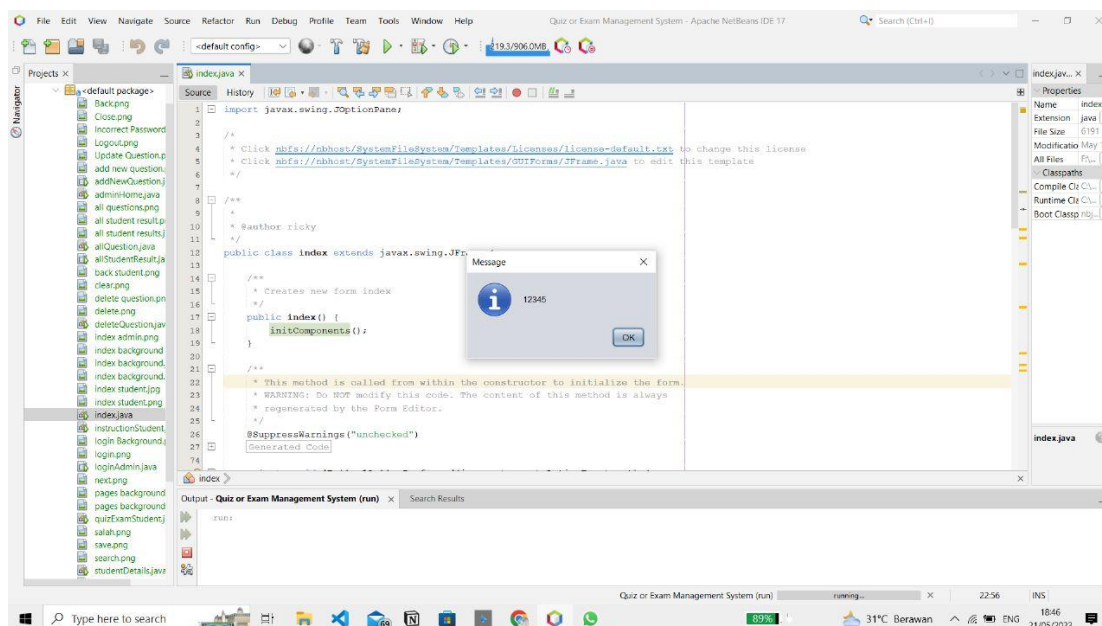 File Edit View Navigate Source Refactor Run Debug Profile Team Tools Window Help
Quiz or Exam Management System - Apache NetBeans IDE 17
Search (Ctrl+I)
<default config>
219.3/906.0MB
Projects
Navigator
<default package>
Back.png
Close.png
Incorrect Password
Logout.png
Update Question.p
add new question.
addNewQuestion.j
adminHome.java
all questions.png
all student result.p
all student results.j
allQuestion.java
allStudentResult.ja
back student.png
clear.png
delete question.pn
delete.png
deleteQuestion.jav
index admin.png
index background
index background.
index background.
index student.jpg
index student.png
index.java
instructionStudent.
login Background.j
login.png
loginAdmin.java
next.png
pages background
pages background
quizExamStudent.j
salah.png
save.png
search.png
studentDetails.java
index.java
Source History
1 import javax.swing.JOptionPane;
2
3 /*
4 * Click nbfs://nbhost/SystemFileSystem/Templates/Licenses/license-default.txt to change this license
5 * Click nbfs://nbhost/SystemFileSystem/Templates/GUIForms/JFrame.java to edit this template
6 */
7
8 /**
9 *
10 * @author ricky
11 */
12 public class index extends javax.swing.JFr
13
14 /**
15 * Creates new form index
16 */
17 public index() {
18 initComponents();
19 }
20
21 /**
22 * This method is called from within the constructor to initialize the form.
23 * WARNING: Do NOT modify this code. The content of this method is always
24 * regenerated by the Form Editor.
25 */
26 @SuppressWarnings("unchecked")
27 Generated Code
74
index
Message
12345
OK
Output - Quiz or Exam Management System (run) Search Results
run:
index.jav...
Properties
Name index
Extension java
File Size 6191
Modificatio May
All Files F:\...
Classpaths
Compile Cla C:\...
Runtime Cla C:\...
Boot Classp nbj...
index.java
Quiz or Exam Management System (run) running... 22:56 INS
Type here to search
69
89%
31°C Berawan
ENG
18:46
21/05/2023